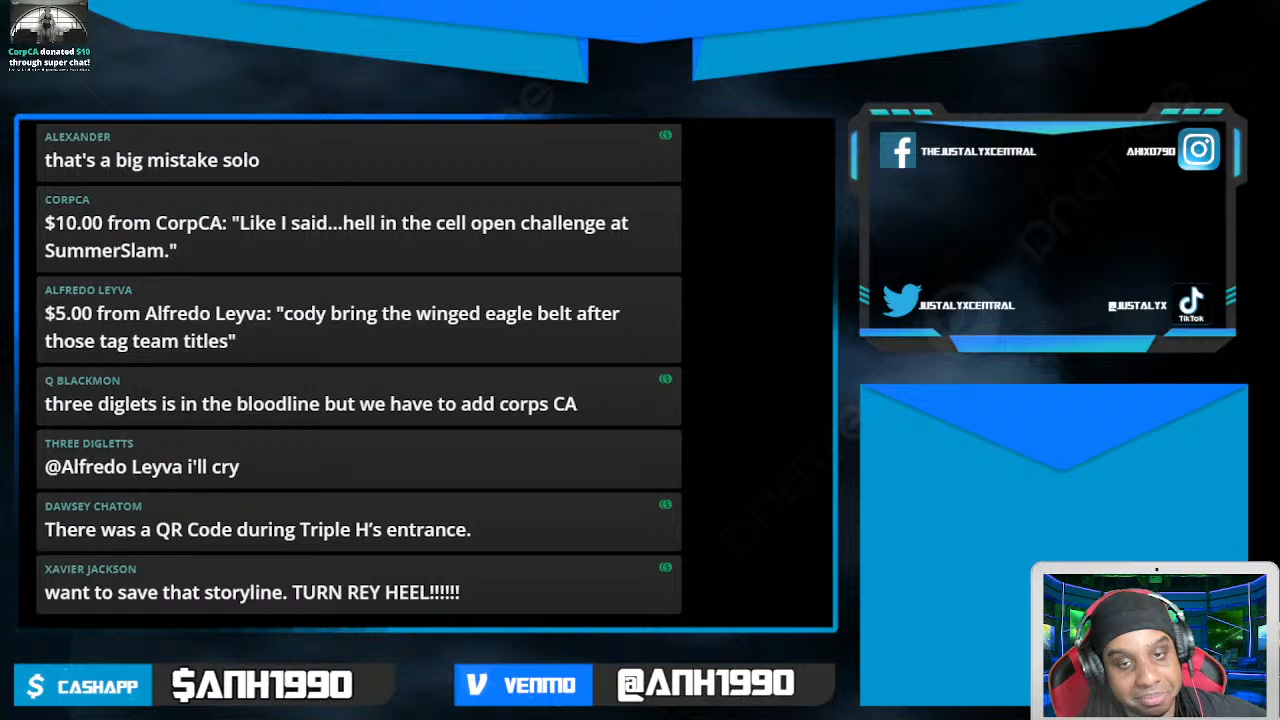 CorpCA donated $10
through super chat!
ALEXANDER
that's a big mistake solo
CORPCA
$10.00 from CorpCA: "Like I said...hell in the cell open challenge at
SummerSlam."
ALFREDO LEYVA
$5.00 from Alfredo Leyva: "cody bring the winged eagle belt after
those tag team titles"
Q BLACKMON
three diglets is in the bloodline but we have to add corps CA
THREE DIGLETTS
@Alfredo Leyva i'll cry
DAWSEY CHATOM
There was a QR Code during Triple H’s entrance.
XAVIER JACKSON
want to save that storyline. TURN REY HEEL!!!!!!
THEJUSTALYXCENTRAL
AHIX0790
JUSTALYXCENTRAL
@JUSTALYX
TikTok
$ CASHAPP
$ANH1990
V VENMO
@ANH1990